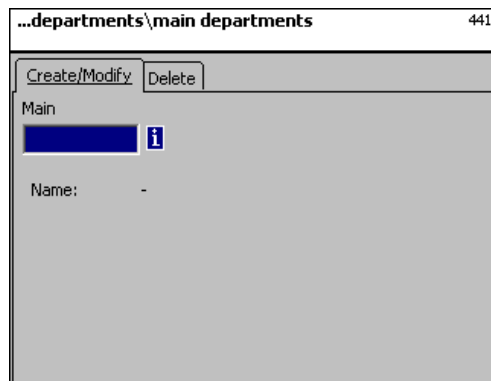 ...departments\main departments 441
Create/Modify Delete
Main
i
Name: -